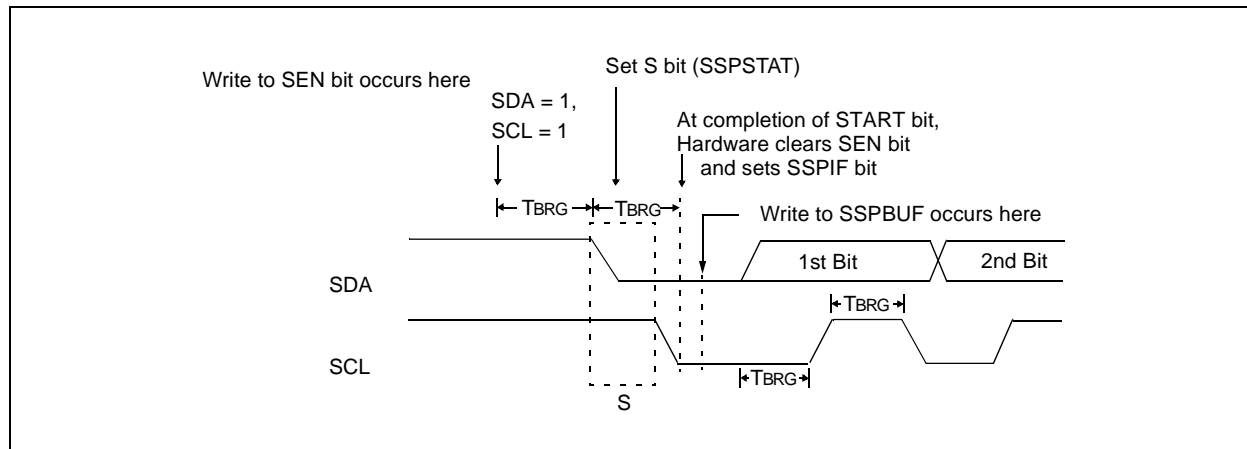 Write to SEN bit occurs here
Set S bit (SSPSTAT)
SDA = 1,
SCL = 1
At completion of START bit,
Hardware clears SEN bit
and sets SSPIF bit
TBRG
TBRG
Write to SSPBUF occurs here
SDA
1st Bit
2nd Bit
TBRG
SCL
TBRG
S